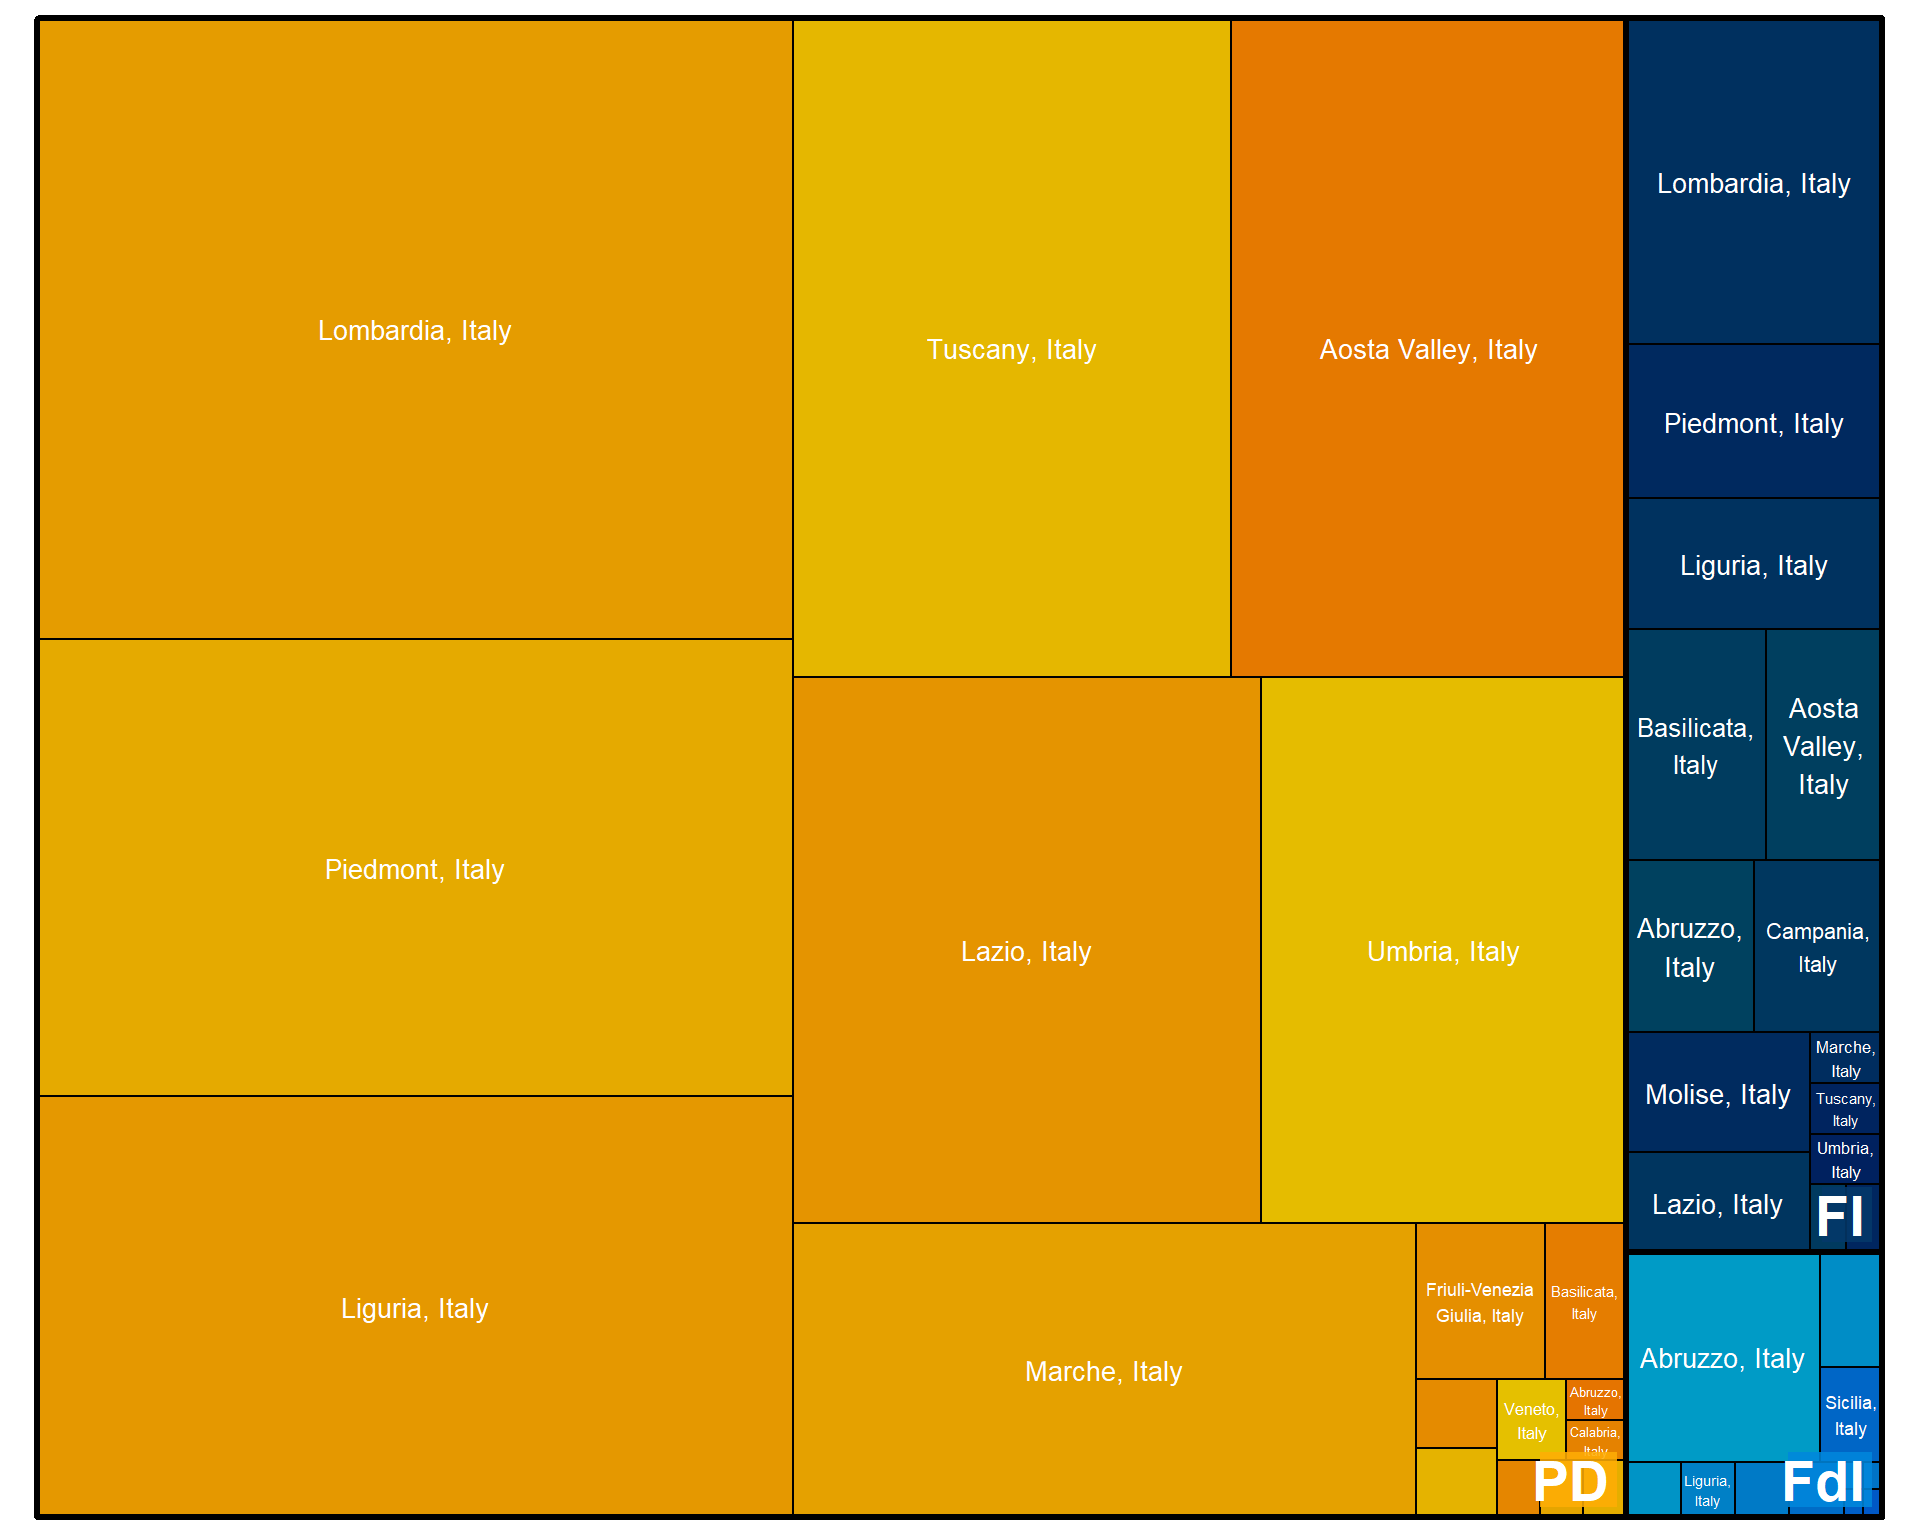 Lombardia, Italy
Tuscany, Italy
Aosta Valley, Italy
Piedmont, Italy
Lazio, Italy
Umbria, Italy
Liguria, Italy
Marche, Italy
Friuli-Venezia
Giulia, Italy
Basilicata,
Italy
Veneto,
Italy
Abruzzo,
Italy
Calabria,
Italy
PD
Lombardia, Italy
Piedmont, Italy
Liguria, Italy
Basilicata,
Italy
Aosta
Valley,
Italy
Abruzzo,
Italy
Campania,
Italy
Molise, Italy
Marche,
Italy
Tuscany,
Italy
Umbria,
Italy
Lazio, Italy
FI
Abruzzo, Italy
Sicilia,
Italy
Liguria,
Italy
FdI